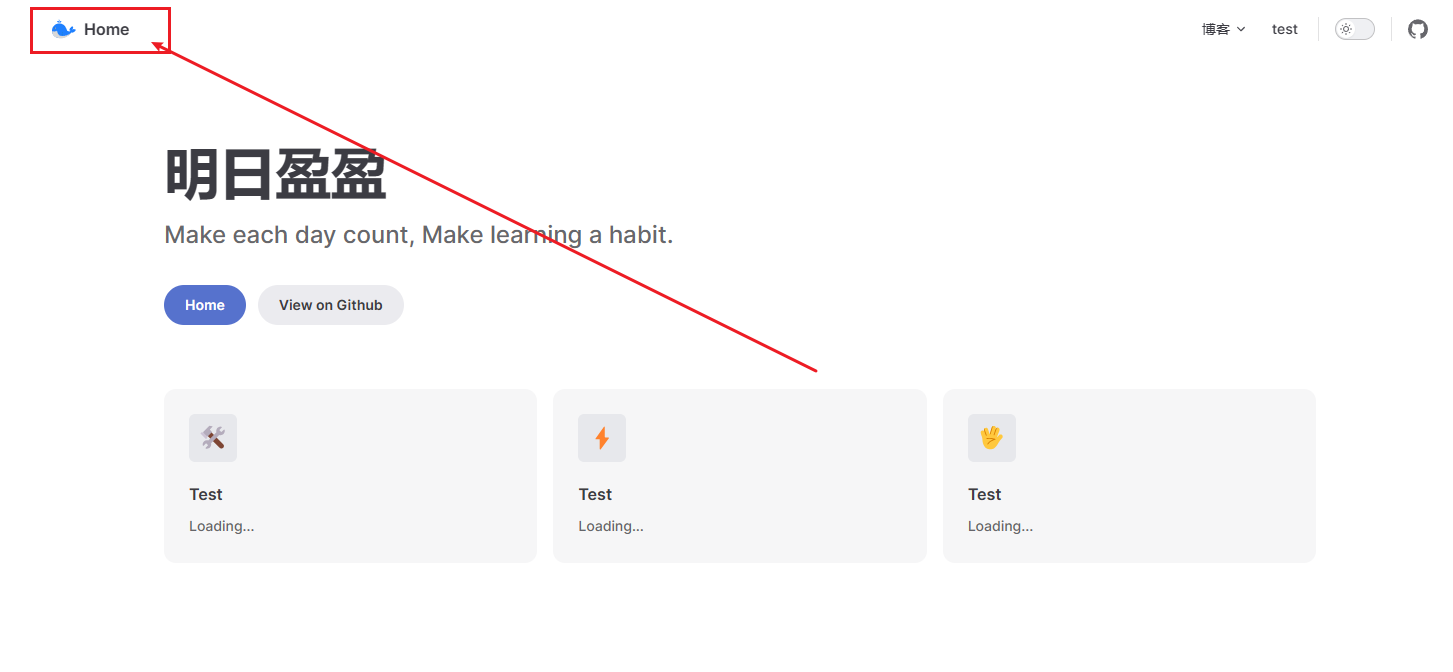 Home
博客
test
明日盈盈
Make each day count, Make learning a habit.
Home
View on Github
Test
Loading...
Test
Loading...
Test
Loading...